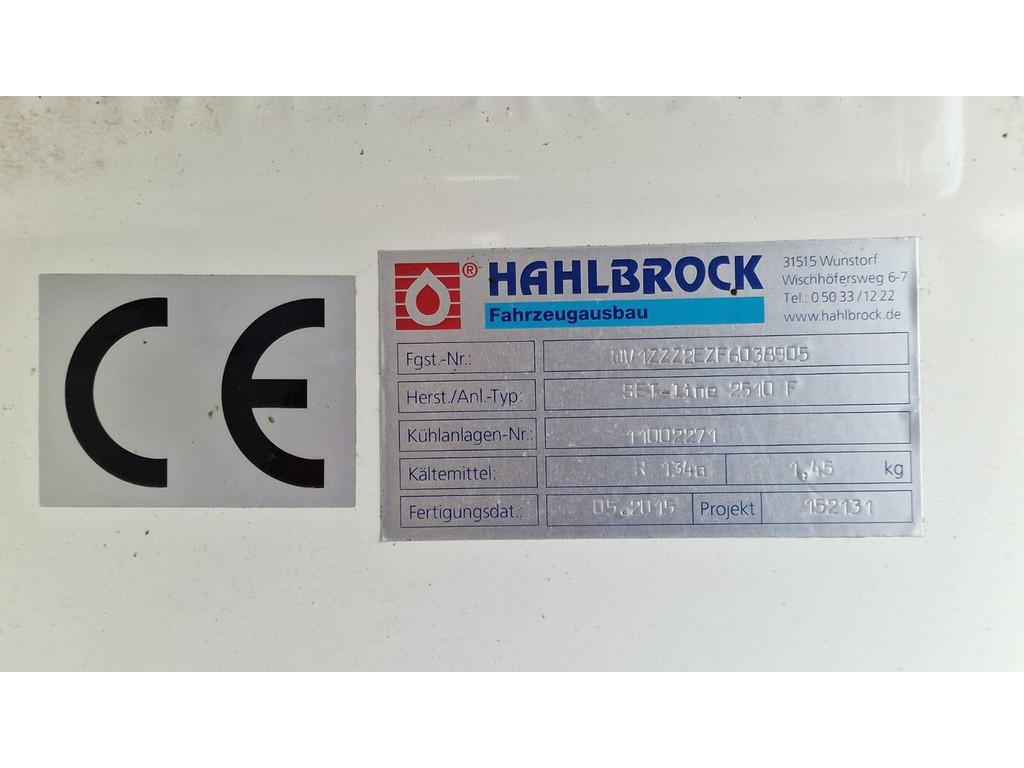 CE
® HAHLBROCK
Fahrzeugausbau
31515 Wunstorf
Wischhöfersweg 6-7
Tel.: 0 50 33 / 12 22
www.hahlbrock.de
Fgst.-Nr.: WV1ZZZ2EZF6038905
Herst./Anl.-Typ: SET-Line 2510 F
Kühlanlagen-Nr.: 11002271
Kältemittel: R 134a 1,45 kg
Fertigungsdat.: 05.2015 Projekt 152131